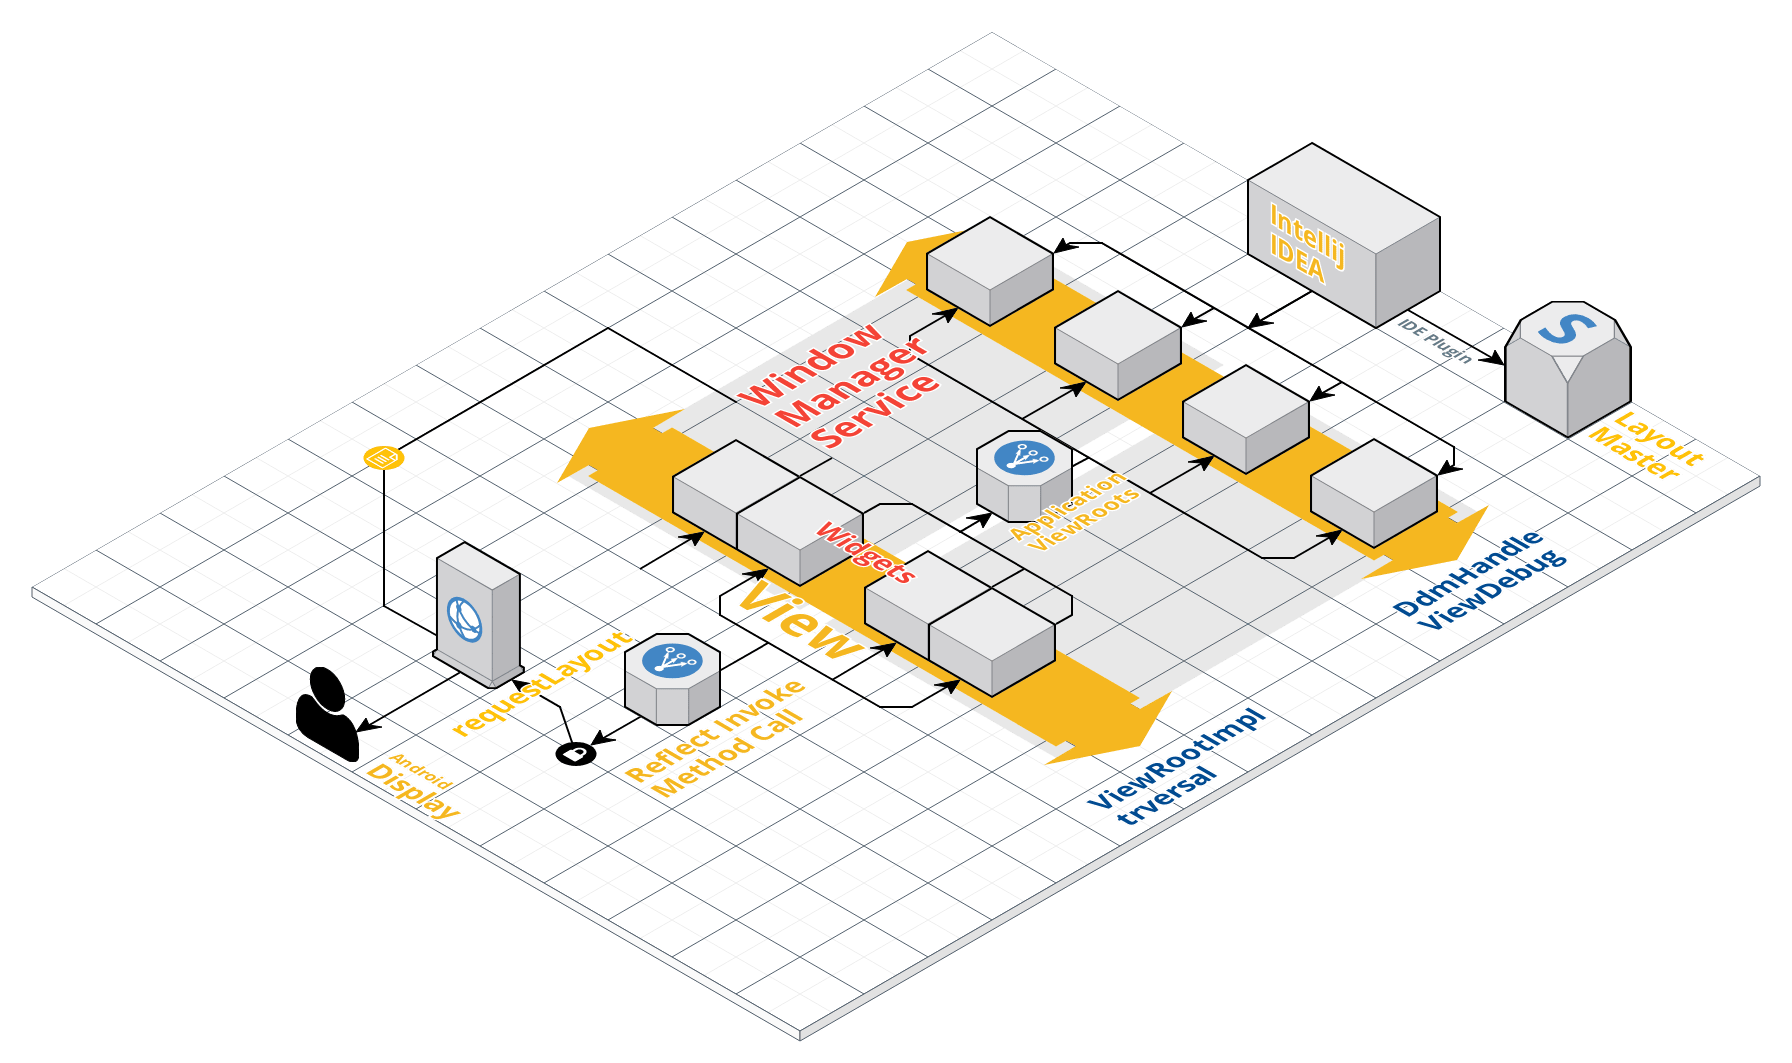 Intellij
IDEA
IDE Plugin
S
Layout
Master
Window
Manager
Service
Application
ViewRoots
Widgets
View
DdmHandle
ViewDebug
requestLayout
Reflect Invoke
Method Call
ViewRootImpl
trversal
Android
Display